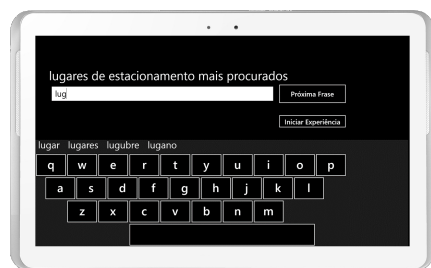 lugares de estacionamento mais procurados
lug
Próxima Frase
Iniciar Experiência
lugar lugares lugubre lugano
q w e r t y u i o p
a s d f g h j k l
z x c v b n m